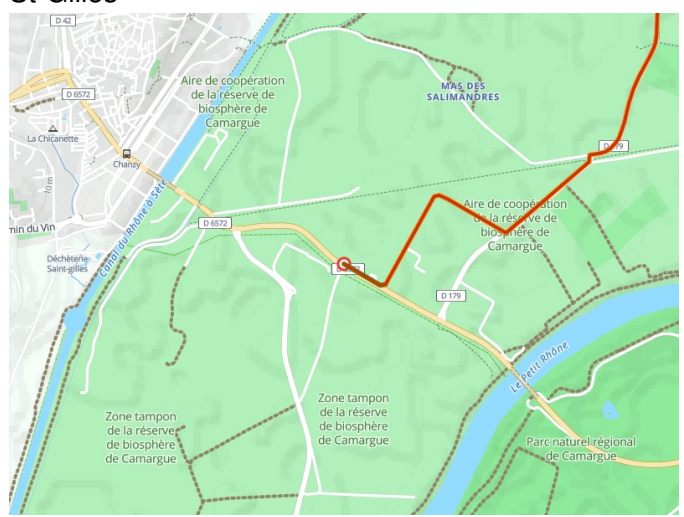 D 42
D 6572
La Chicanette
Chanzy
Aire de coopération
de la réserve de
biosphère de
Camargue
MAS DES
SALIMANDRES
Canal du Rhône à Sète
10 m
min du Vin
Déchèterie
Saint-gilles
D 6572
Aire de coopération
de la réserve de
biosphère de
Camargue
D 179
Le Petit Rhône
Zone tampon
de la réserve
de biosphère
de Camargue
Zone tampon
de la réserve
de biosphère
de Camargue
Parc naturel régional
de Camargue